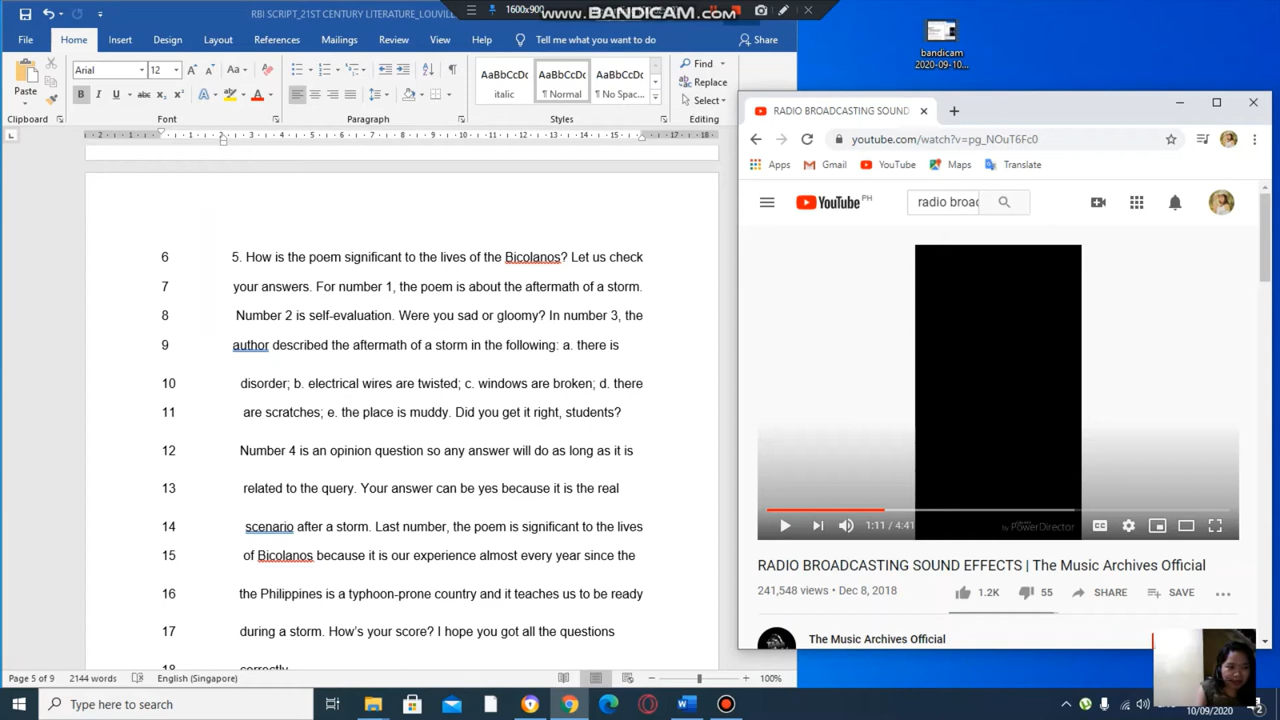 RBI SCRIPT_21ST CENTURY LITERATURE_LOUVILL
1600x900
www.BANDICAM.com
File Home Insert Design Layout References Mailings Review View Help Tell me what you want to do Share
Paste
Arial 12
Aa
B I U abc x₂ x²
AaBbCcDc AaBbCcDc AaBbCcDc
italic ¶ Normal ¶ No Spac...
Find
Replace
Select
Clipboard Font Paragraph Styles Editing
6 5. How is the poem significant to the lives of the Bicolanos? Let us check
7 your answers. For number 1, the poem is about the aftermath of a storm.
8 Number 2 is self-evaluation. Were you sad or gloomy? In number 3, the
9 author described the aftermath of a storm in the following: a. there is
10 disorder; b. electrical wires are twisted; c. windows are broken; d. there
11 are scratches; e. the place is muddy. Did you get it right, students?
12 Number 4 is an opinion question so any answer will do as long as it is
13 related to the query. Your answer can be yes because it is the real
14 scenario after a storm. Last number, the poem is significant to the lives
15 of Bicolanos because it is our experience almost every year since the
16 the Philippines is a typhoon-prone country and it teaches us to be ready
17 during a storm. How's your score? I hope you got all the questions
18 correctly.
Page 5 of 9 2144 words English (Singapore) 100%
bandicam
2020-09-10...
RADIO BROADCASTING SOUND
youtube.com/watch?v=pg_NOuT6Fc0
Apps Gmail YouTube Maps Translate
YouTube PH
radio broad
1:11 / 4:41
by PowerDirector
RADIO BROADCASTING SOUND EFFECTS | The Music Archives Official
241,548 views • Dec 8, 2018
1.2K 55 SHARE SAVE
The Music Archives Official
Type here to search
10/09/2020
2